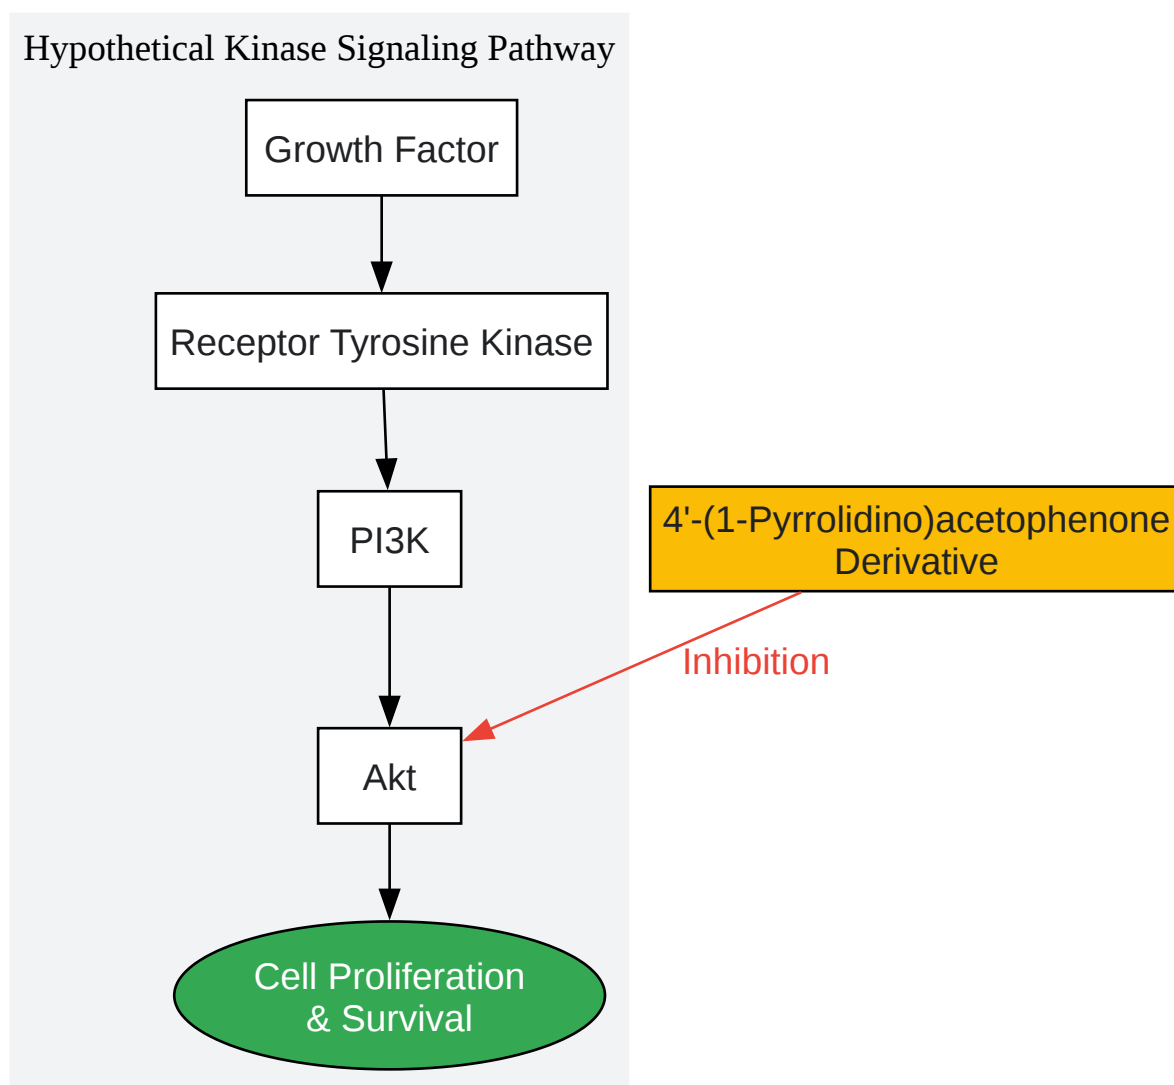 Hypothetical Kinase Signaling Pathway
Growth Factor
Receptor Tyrosine Kinase
PI3K
4'-(1-Pyrrolidino)acetophenone
Derivative
Inhibition
Akt
Cell Proliferation
& Survival